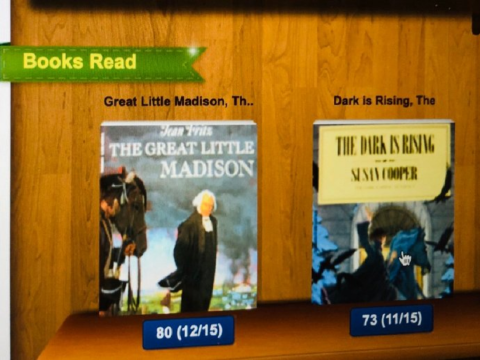 Books Read
Great Little Madison, Th..
Dark is Rising, The
Jean Fritz
THE GREAT LITTLE
MADISON
THE DARK IS RISING
SUSAN COOPER
80 (12/15)
73 (11/15)